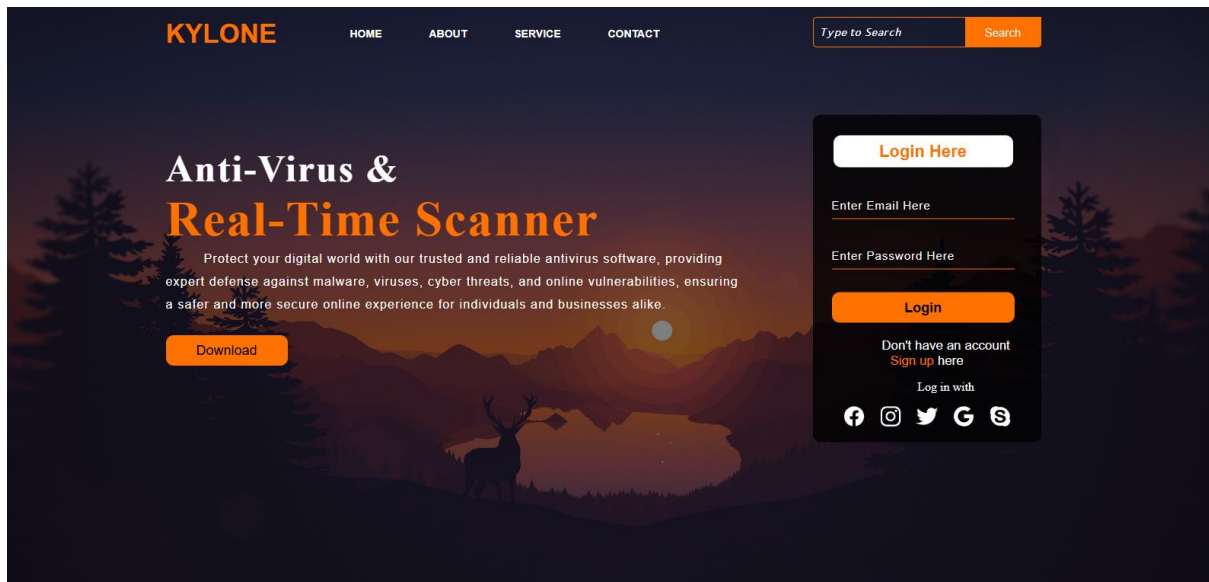 KYLONE
HOME ABOUT SERVICE CONTACT
Type to Search Search
Anti-Virus &
Real-Time Scanner
Protect your digital world with our trusted and reliable antivirus software, providing
expert defense against malware, viruses, cyber threats, and online vulnerabilities, ensuring
a safer and more secure online experience for individuals and businesses alike.
Download
Login Here
Enter Email Here
Enter Password Here
Login
Don't have an account
Sign up here
Log in with